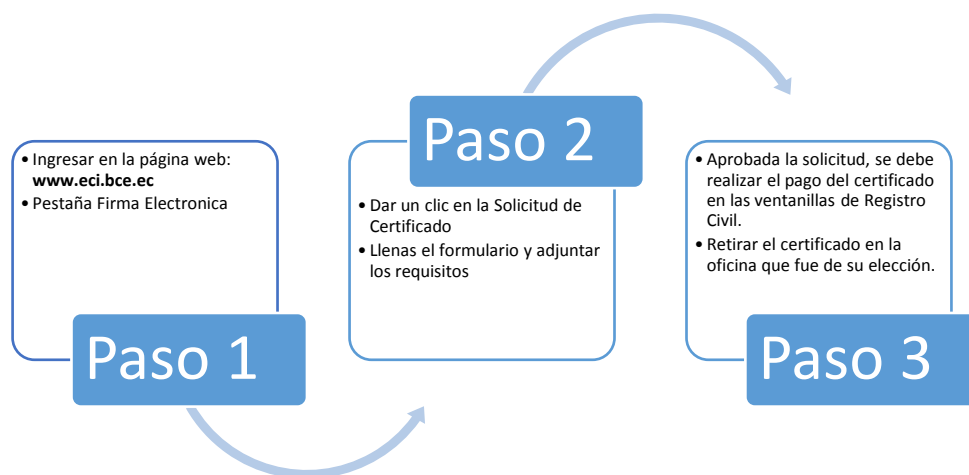 • Ingresar en la página web:
www.eci.bce.ec
• Pestaña Firma Electronica
Paso 1
Paso 2
• Dar un clic en la Solicitud de
Certificado
• Llenas el formulario y adjuntar
los requisitos
• Aprobada la solicitud, se debe
realizar el pago del certificado
en las ventanillas de Registro
Civil.
• Retirar el certificado en la
oficina que fue de su elección.
Paso 3